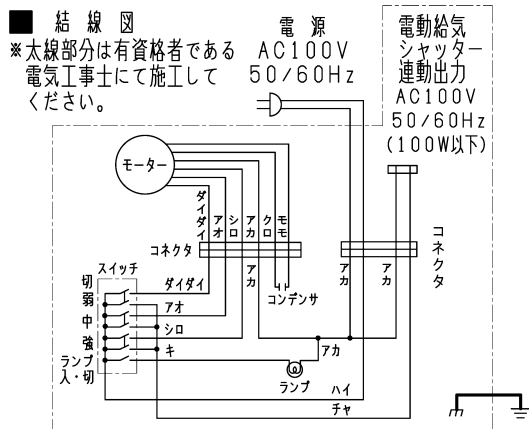 ■ 結線図
※太線部分は有資格者である
電気工事士にて施工して
ください。
電源
AC100V
50/60Hz
電動給気
シャッター
連動出力
AC100V
50/60Hz
(100W以下)
モーター
ダイダイ
アオ
シロ
アカ
クロ
モモ
コネクタ
アカ
コンデンサ
アカ
アカ
コネクタ
スイッチ
切
弱
中
強
ランプ
入・切
ダイダイ
アオ
シロ
キ
アカ
ランプ
ハイ
チャ